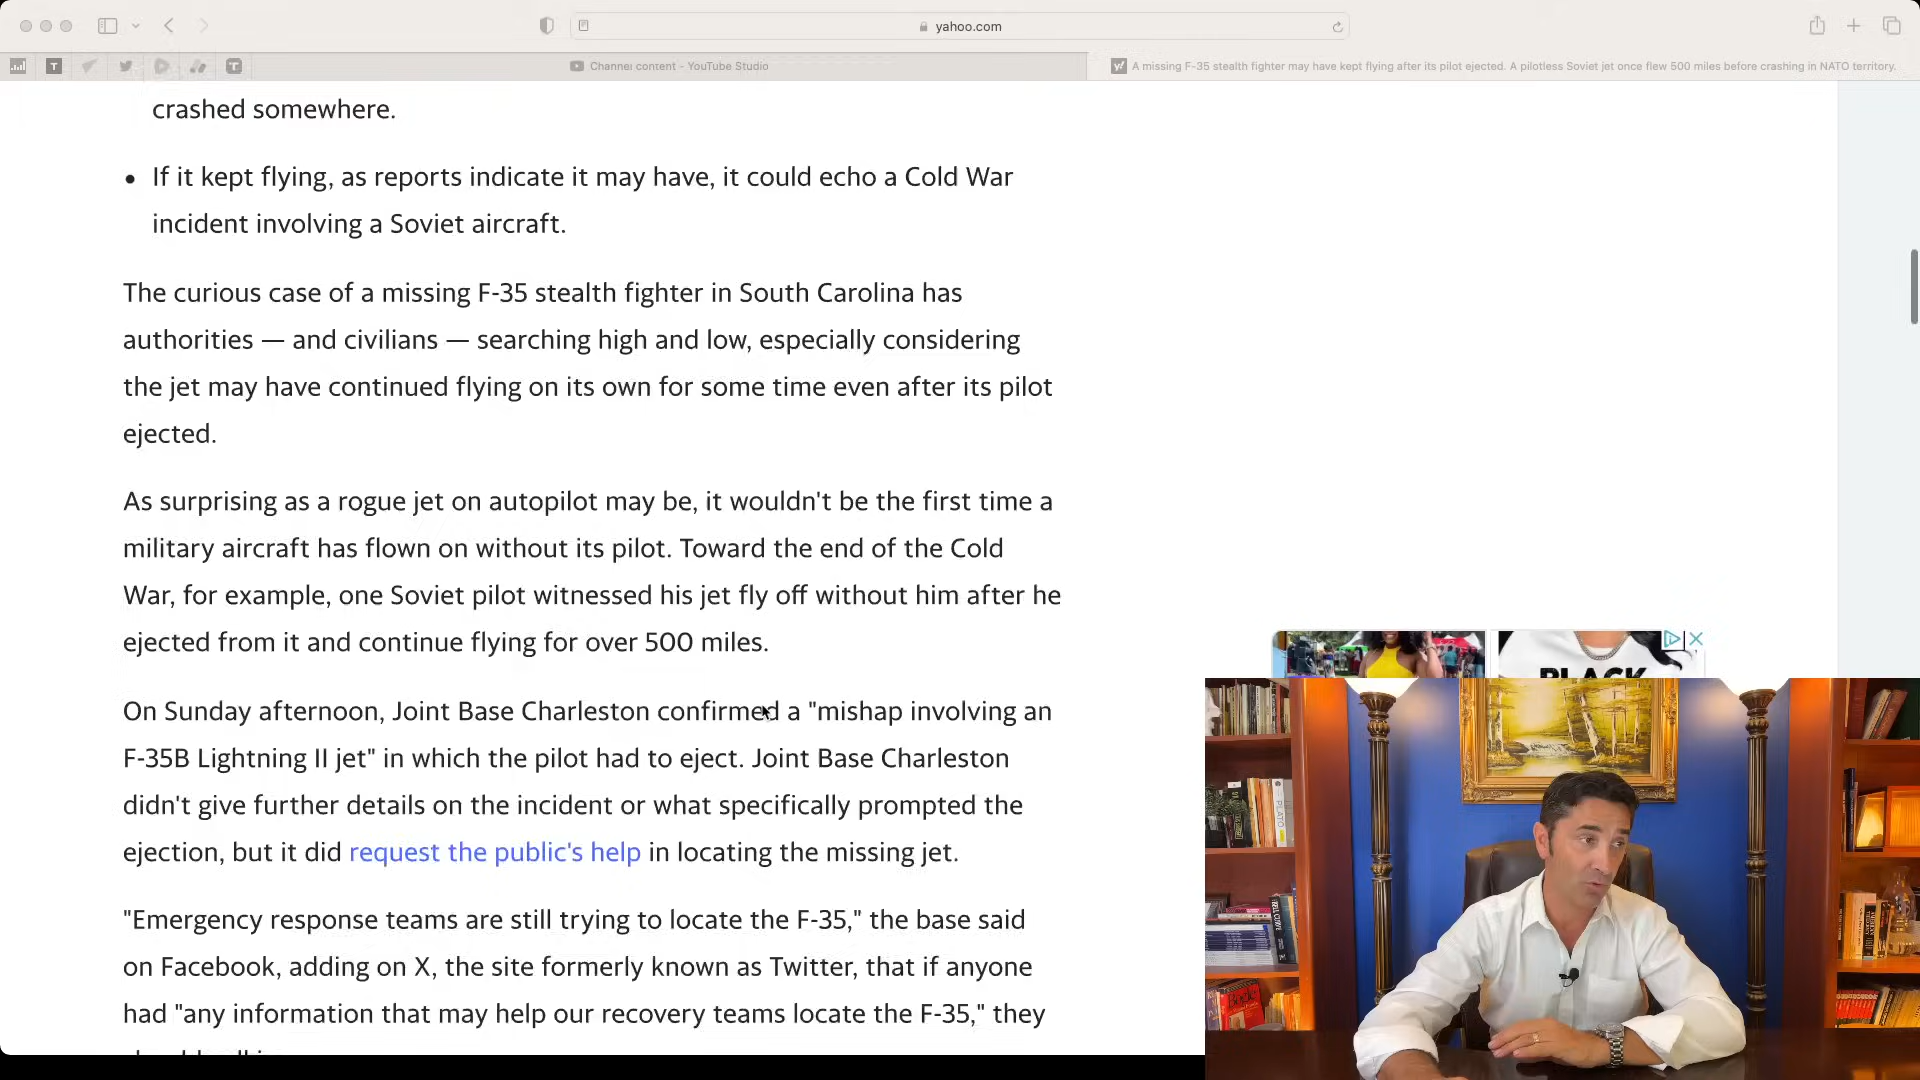 yahoo.com
Channel content - YouTube Studio
A missing F-35 stealth fighter may have kept flying after its pilot ejected. A pilotless Soviet jet once flew 500 miles before crashing in NATO territory.
crashed somewhere.
• If it kept flying, as reports indicate it may have, it could echo a Cold War
incident involving a Soviet aircraft.
The curious case of a missing F-35 stealth fighter in South Carolina has
authorities — and civilians — searching high and low, especially considering
the jet may have continued flying on its own for some time even after its pilot
ejected.
As surprising as a rogue jet on autopilot may be, it wouldn't be the first time a
military aircraft has flown on without its pilot. Toward the end of the Cold
War, for example, one Soviet pilot witnessed his jet fly off without him after he
ejected from it and continue flying for over 500 miles.
BLACK
On Sunday afternoon, Joint Base Charleston confirmed a "mishap involving an
F-35B Lightning II jet" in which the pilot had to eject. Joint Base Charleston
didn't give further details on the incident or what specifically prompted the
ejection, but it did request the public's help in locating the missing jet.
PLATO
"Emergency response teams are still trying to locate the F-35," the base said
on Facebook, adding on X, the site formerly known as Twitter, that if anyone
had "any information that may help our recovery teams locate the F-35," they